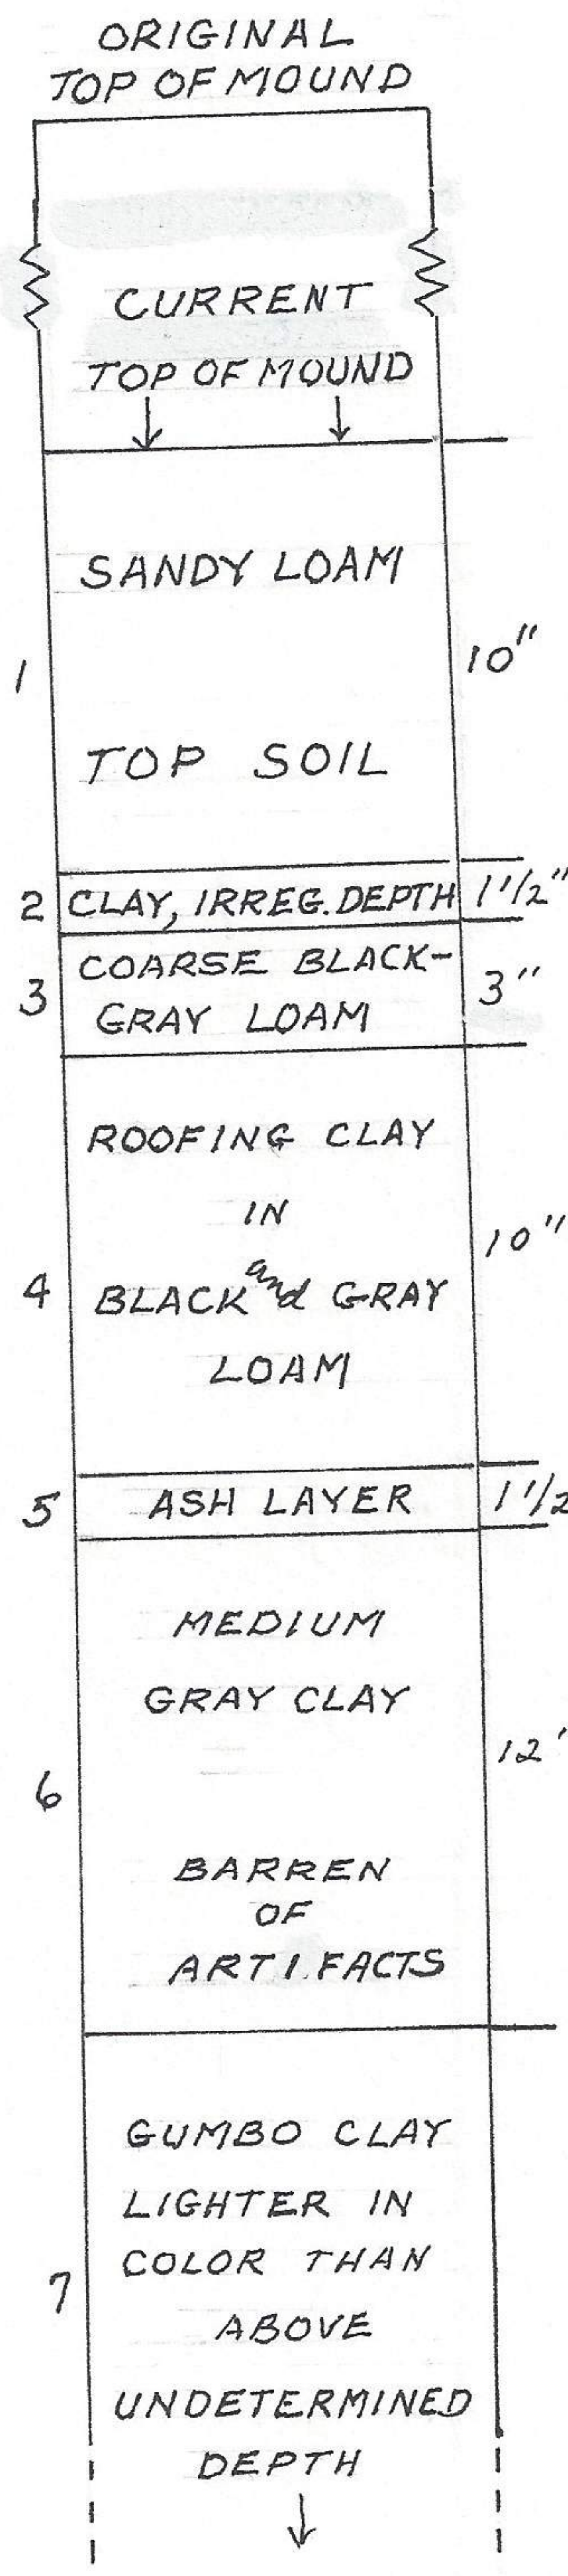 ORIGINAL
TOP OF MOUND
CURRENT
TOP OF MOUND
SANDY LOAM
1
10"
TOP SOIL
2 CLAY, IRREG. DEPTH 1 1/2"
COARSE BLACK-
3
3"
GRAY LOAM
ROOFING CLAY
IN
10"
4
BLACK and GRAY
LOAM
5 ASH LAYER 1 1/2
MEDIUM
GRAY CLAY
12'
6
BARREN
OF
ARTIFACTS
GUMBO CLAY
LIGHTER IN
COLOR THAN
7
ABOVE
UNDETERMINED
DEPTH